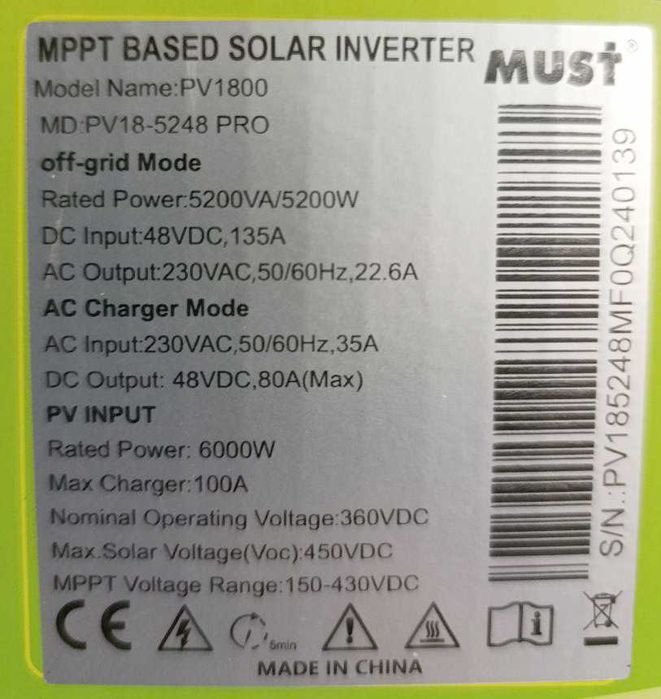 MPPT BASED SOLAR INVERTER
MUST®
Model Name:PV1800
MD:PV18-5248 PRO
off-grid Mode
Rated Power:5200VA/5200W
DC Input:48VDC,135A
AC Output:230VAC,50/60Hz,22.6A
AC Charger Mode
AC Input:230VAC,50/60Hz,35A
DC Output: 48VDC,80A(Max)
PV INPUT
Rated Power: 6000W
Max Charger:100A
Nominal Operating Voltage:360VDC
Max.Solar Voltage(Voc):450VDC
MPPT Voltage Range:150-430VDC
S/N.:PV185248MF0Q240139
CE
5min
MADE IN CHINA